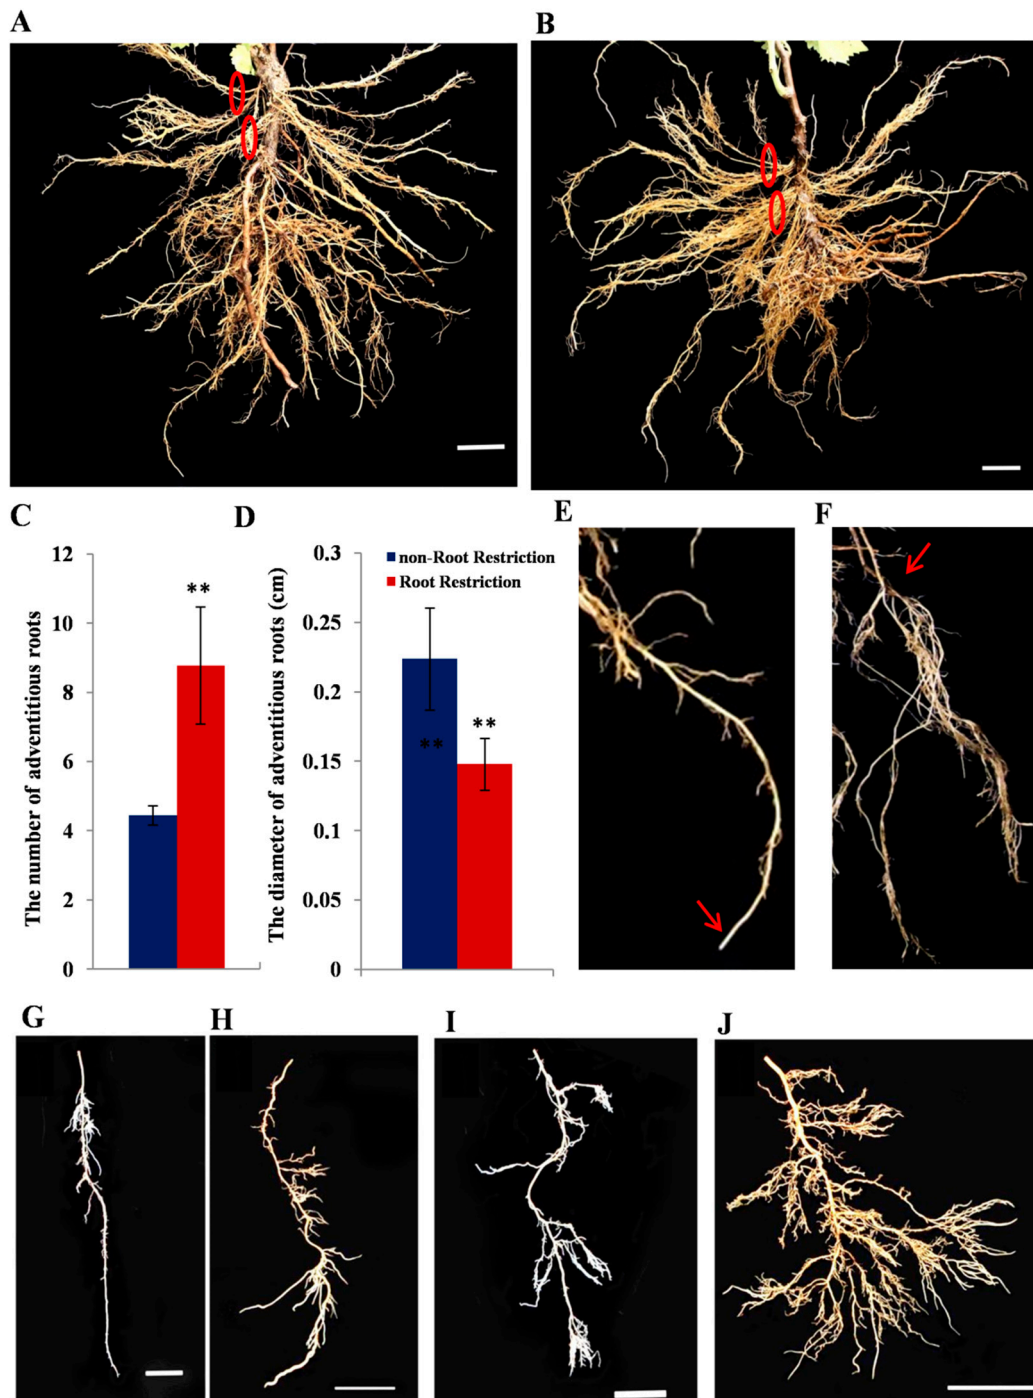 A
B
C
D
E
F
The number of adventitious roots
12
10
8
6
4
2
0
**
The diameter of adventitious roots (cm)
0.3
0.25
0.2
0.15
0.1
0.05
0
non-Root Restriction
Root Restriction
**
**
G
H
I
J